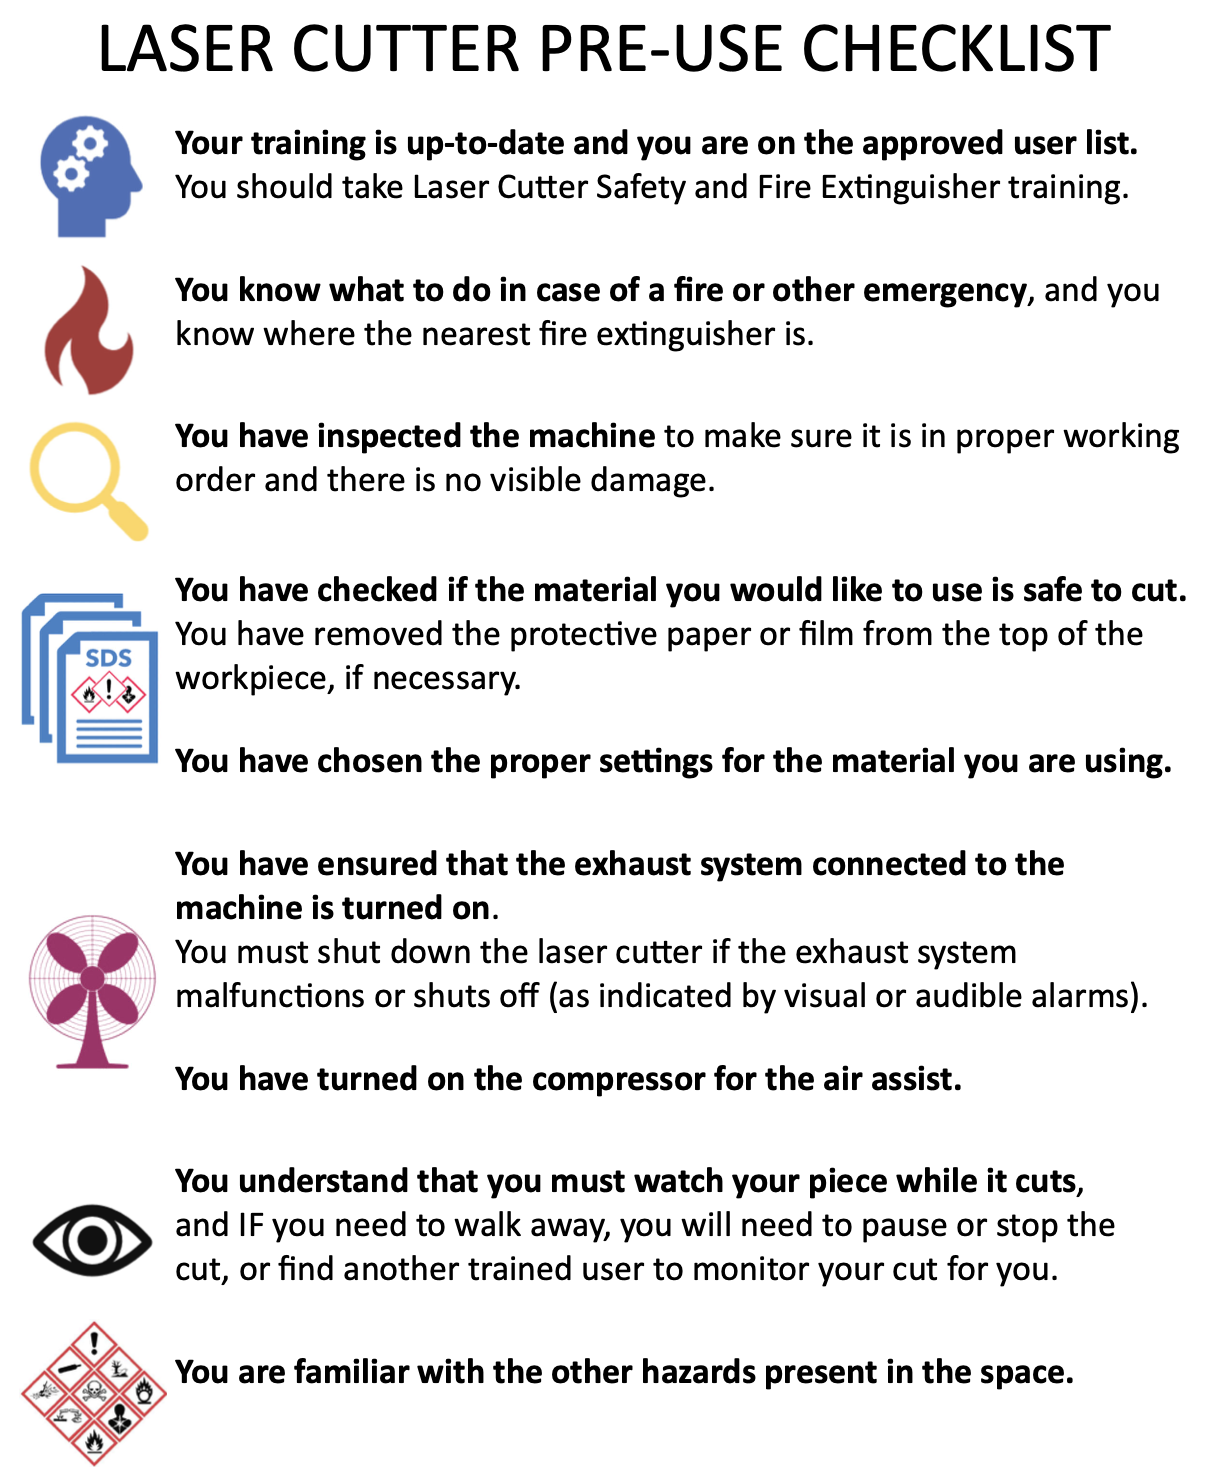 LASER CUTTER PRE-USE CHECKLIST
Your training is up-to-date and you are on the approved user list.
You should take Laser Cutter Safety and Fire Extinguisher training.
You know what to do in case of a fire or other emergency, and you
know where the nearest fire extinguisher is.
You have inspected the machine to make sure it is in proper working
order and there is no visible damage.
You have checked if the material you would like to use is safe to cut.
You have removed the protective paper or film from the top of the
workpiece, if necessary.
SDS
You have chosen the proper settings for the material you are using.
You have ensured that the exhaust system connected to the
machine is turned on.
You must shut down the laser cutter if the exhaust system
malfunctions or shuts off (as indicated by visual or audible alarms).
You have turned on the compressor for the air assist.
You understand that you must watch your piece while it cuts,
and IF you need to walk away, you will need to pause or stop the
cut, or find another trained user to monitor your cut for you.
You are familiar with the other hazards present in the space.